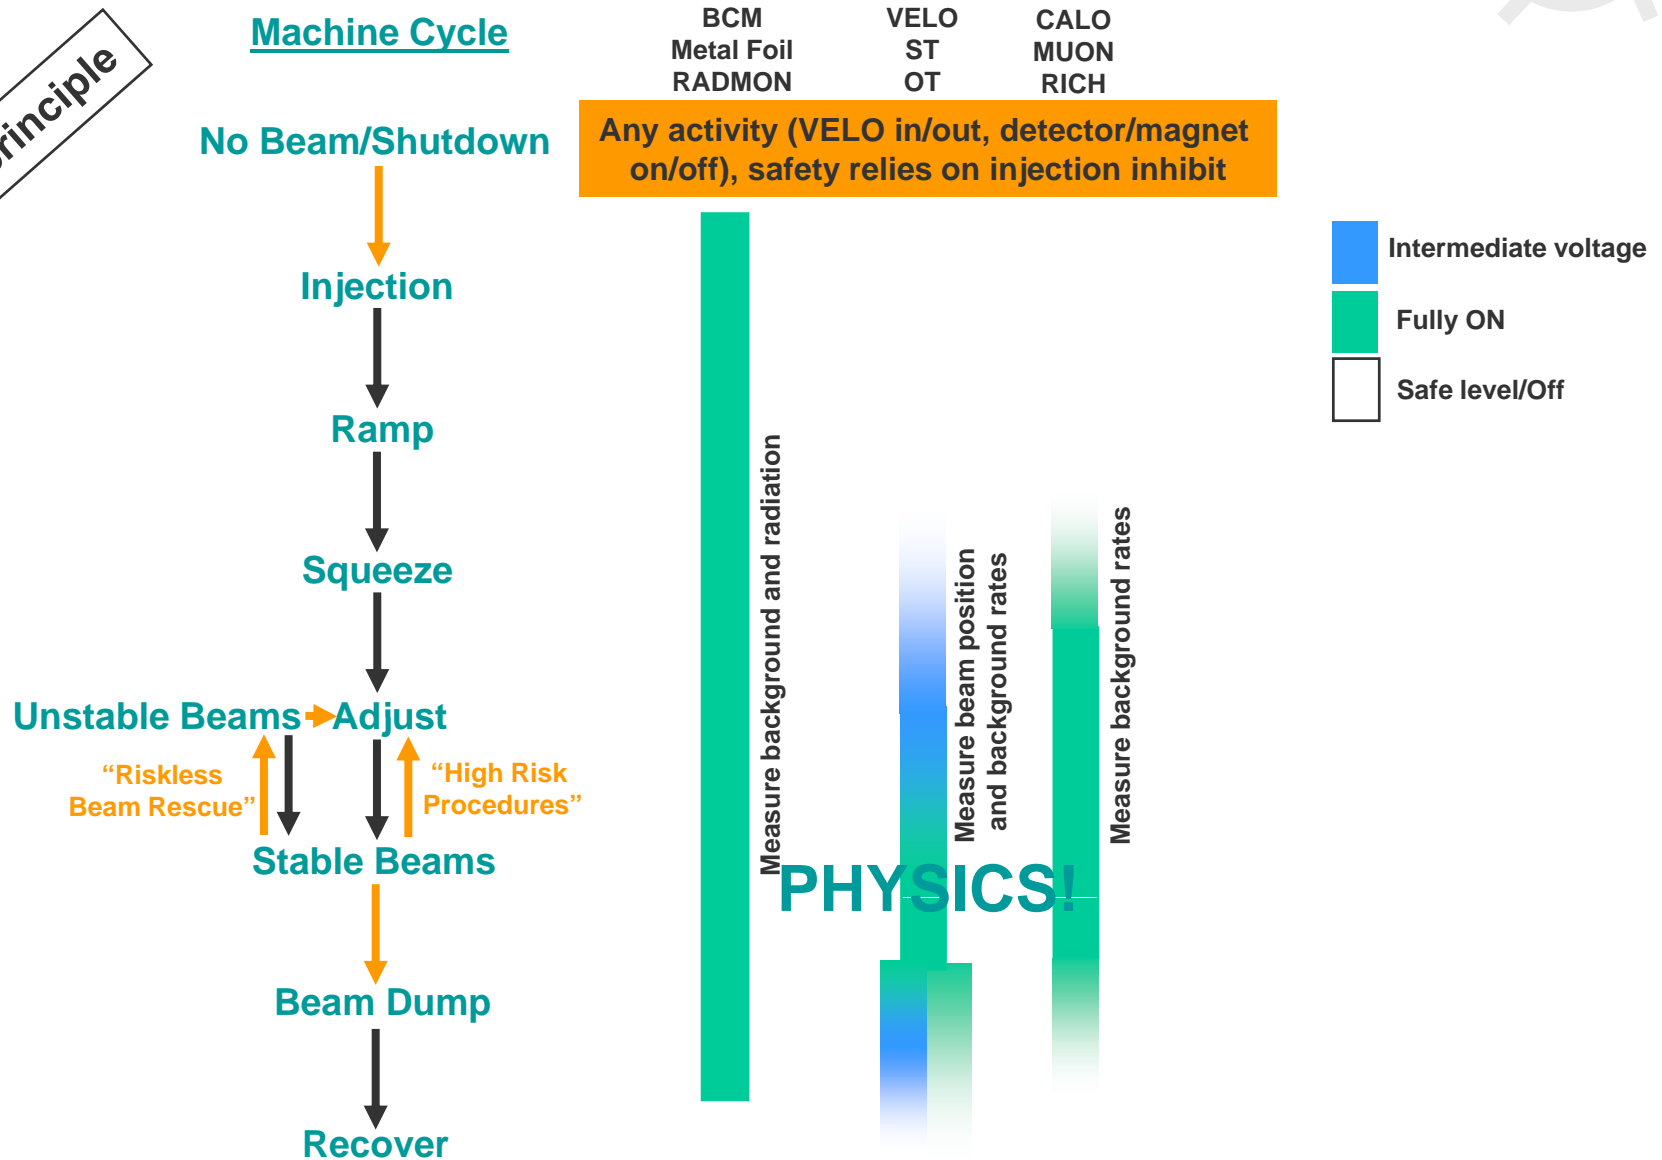 Machine Cycle
BCM
Metal Foil
RADMON
VELO
ST
OT
CALO
MUON
RICH
No Beam/Shutdown
Any activity (VELO in/out, detector/magnet
on/off), safety relies on injection inhibit
Injection
Intermediate voltage
Fully ON
Safe level/Off
Ramp
Squeeze
Measure background and radiation
Measure beam position
and background rates
Measure background rates
Unstable Beams
Adjust
“Riskless
Beam Rescue”
“High Risk
Procedures”
Stable Beams
PHYSICS!
Beam Dump
Recover